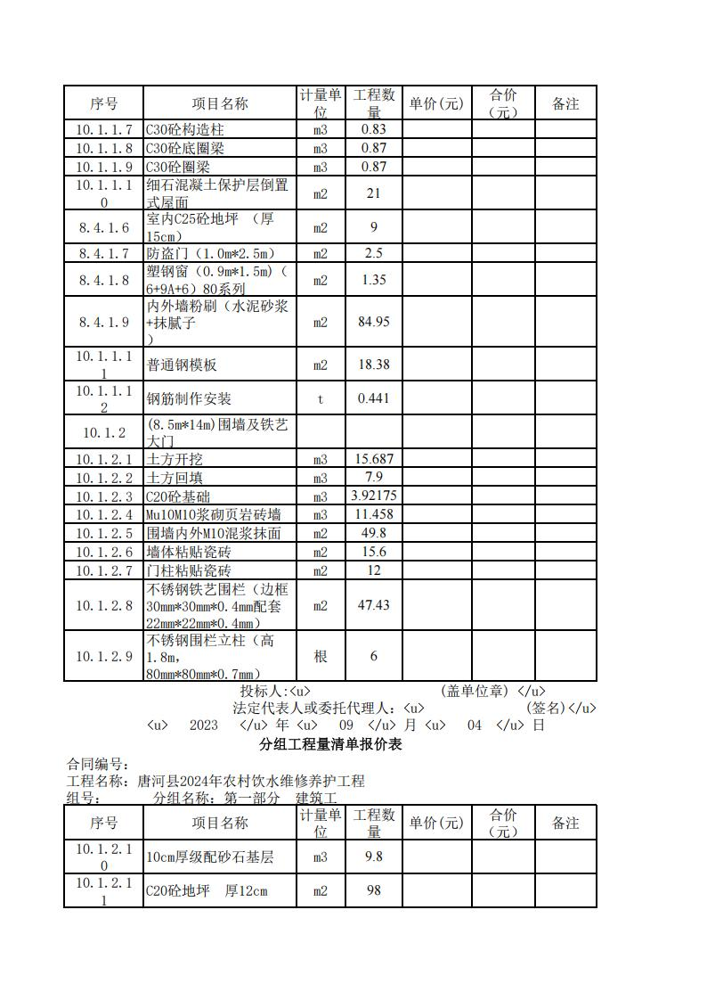 序号 项目名称 计量单位 工程数量 单价(元) 合价（元） 备注
10.1.1.7 C30砼构造柱 m3 0.83
10.1.1.8 C30砼底圈梁 m3 0.87
10.1.1.9 C30砼圈梁 m3 0.87
10.1.1.10 细石混凝土保护层倒置式屋面 m2 21
8.4.1.6 室内C25砼地坪 （厚15cm） m2 9
8.4.1.7 防盗门（1.0m*2.5m） m2 2.5
8.4.1.8 塑钢窗（0.9m*1.5m)（6+9A+6）80系列 m2 1.35
8.4.1.9 内外墙粉刷（水泥砂浆+抹腻子） m2 84.95
10.1.1.11 普通钢模板 m2 18.38
10.1.1.12 钢筋制作安装 t 0.441
10.1.2 (8.5m*14m)围墙及铁艺大门
10.1.2.1 土方开挖 m3 15.687
10.1.2.2 土方回填 m3 7.9
10.1.2.3 C20砼基础 m3 3.92175
10.1.2.4 Mu10M10浆砌页岩砖墙 m3 11.458
10.1.2.5 围墙内外M10混浆抹面 m2 49.8
10.1.2.6 墙体粘贴瓷砖 m2 15.6
10.1.2.7 门柱粘贴瓷砖 m2 12
10.1.2.8 不锈钢铁艺围栏（边框30mm*30mm*0.4mm配套22mm*22mm*0.4mm） m2 47.43
10.1.2.9 不锈钢围栏立柱（高1.8m，80mm*80mm*0.7mm） 根 6
投标人:<u> (盖单位章) </u>
法定代表人或委托代理人：<u> (签名)</u>
<u> 2023 </u> 年 <u> 09 </u> 月 <u> 04 </u> 日
分组工程量清单报价表
合同编号：
工程名称：唐河县2024年农村饮水维修养护工程
组号： 分组名称：第一部分 建筑工
序号 项目名称 计量单位 工程数量 单价(元) 合价（元） 备注
10.1.2.10 10cm厚级配砂石基层 m3 9.8
10.1.2.11 C20砼地坪 厚12cm m2 98